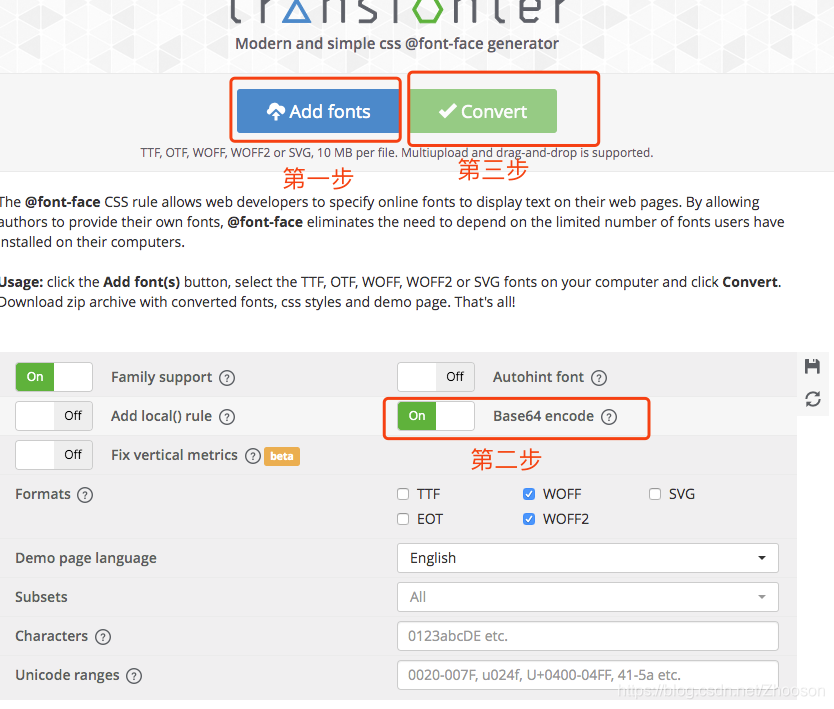 transfonter
Modern and simple css @font-face generator
Add fonts Convert
TTF, OTF, WOFF, WOFF2 or SVG, 10 MB per file. Multiupload and drag-and-drop is supported.
第一步 第三步
The @font-face CSS rule allows web developers to specify online fonts to display text on their web pages. By allowing
authors to provide their own fonts, @font-face eliminates the need to depend on the limited number of fonts users have
installed on their computers.
Usage: click the Add font(s) button, select the TTF, OTF, WOFF, WOFF2 or SVG fonts on your computer and click Convert.
Download zip archive with converted fonts, css styles and demo page. That's all!
On Family support ? Off Autohint font ?
Off Add local() rule ? On Base64 encode ?
Off Fix vertical metrics ? beta
第二步
Formats ? TTF WOFF SVG
EOT WOFF2
Demo page language English
Subsets All
Characters ? 0123abcDE etc.
Unicode ranges ? 0020-007F, u024f, U+0400-04FF, 41-5a etc.
https://blog.csdn.net/Zhooson